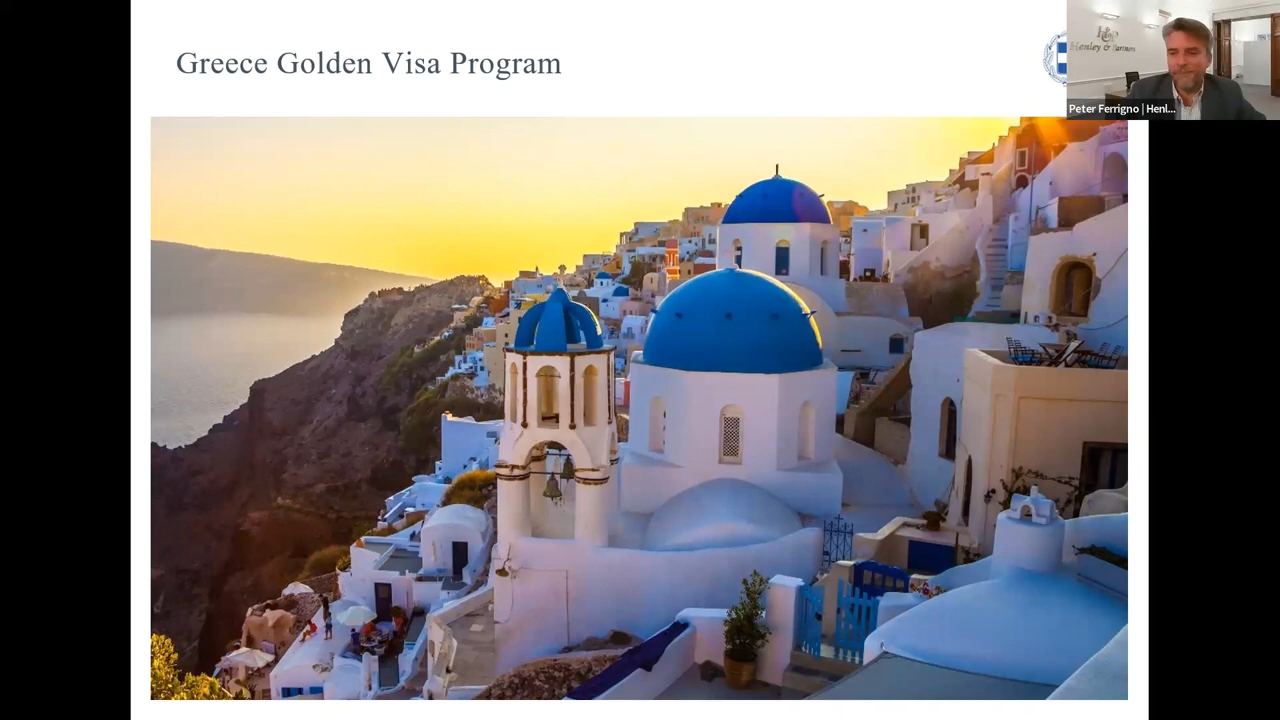 Greece Golden Visa Program
Henley & Partners
Peter Ferrigno | Henl...